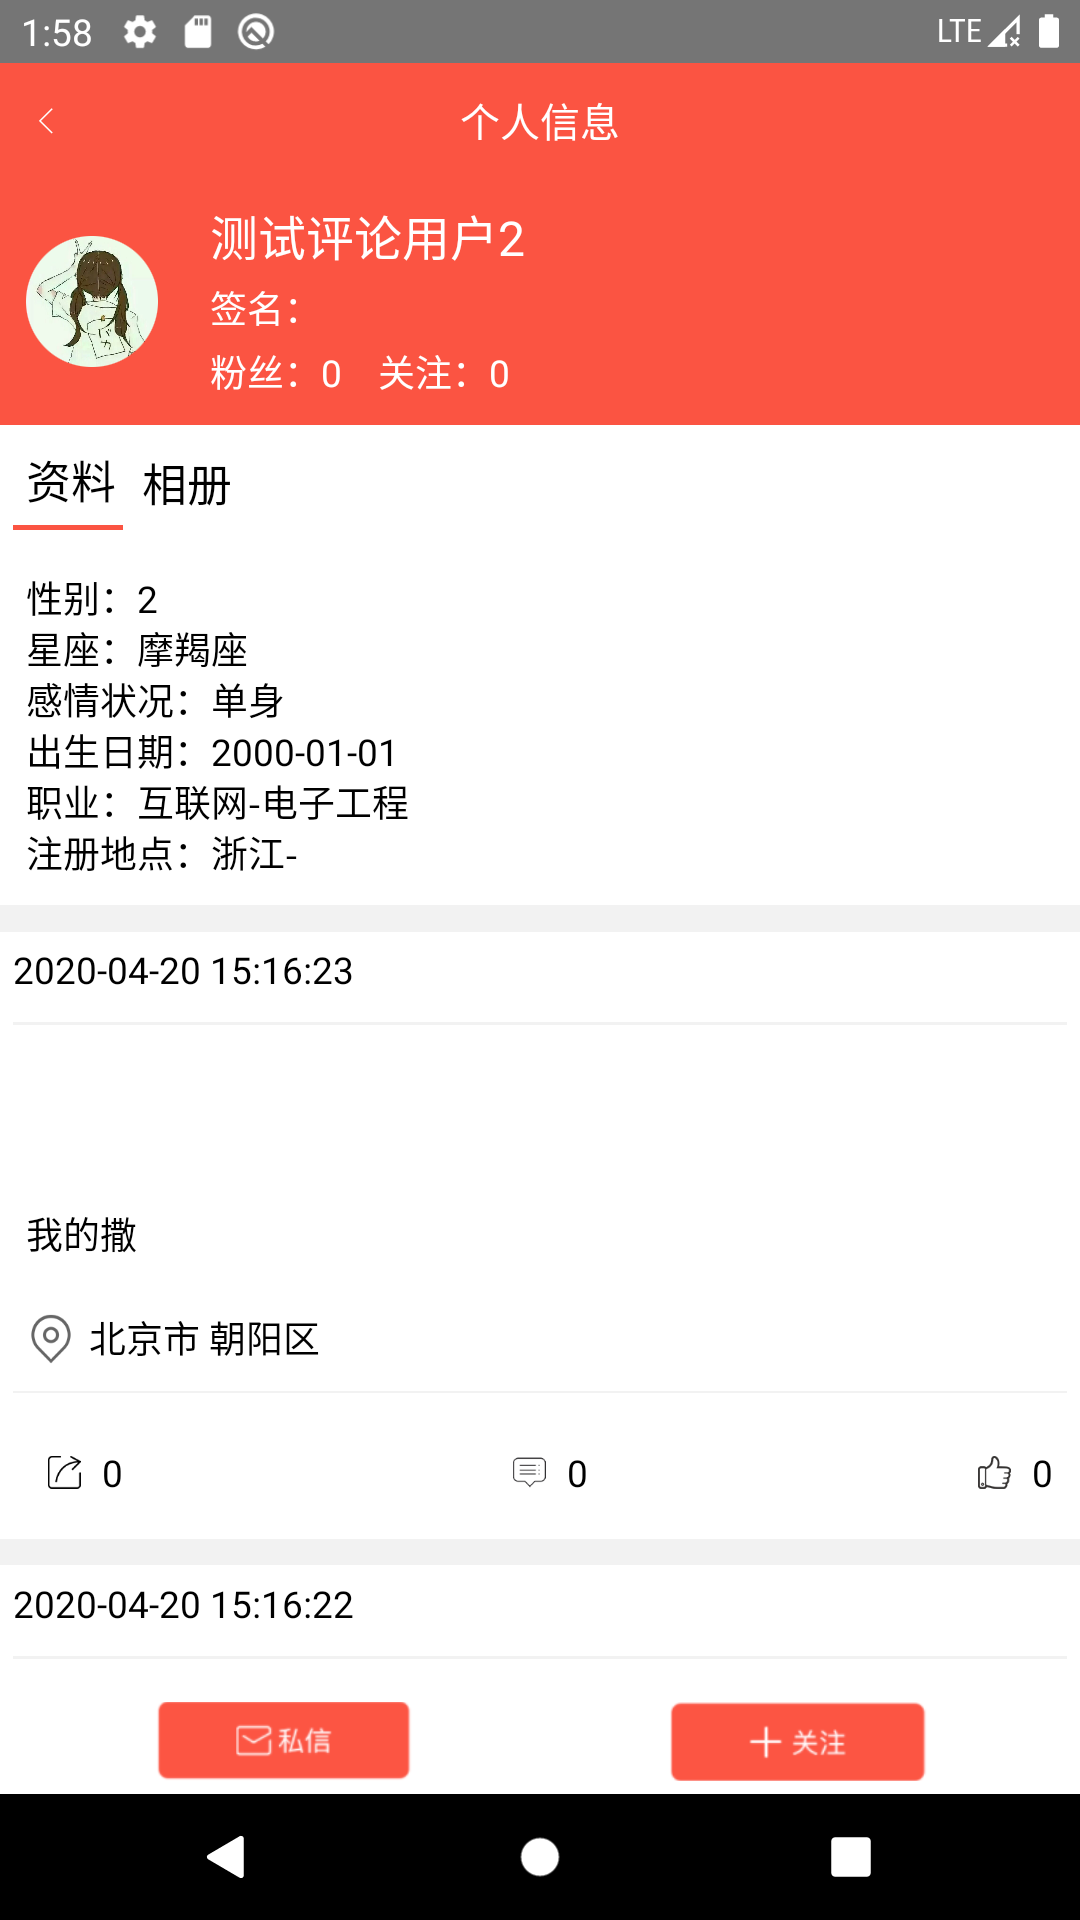 1:58 LTE
个人信息
测试评论用户2
签名：
粉丝：0 关注：0
资料 相册
性别：2
星座：摩羯座
感情状况：单身
出生日期：2000-01-01
职业：互联网-电子工程
注册地点：浙江-
2020-04-20 15:16:23
我的撒
北京市 朝阳区
0 0 0
2020-04-20 15:16:22
私信 关注